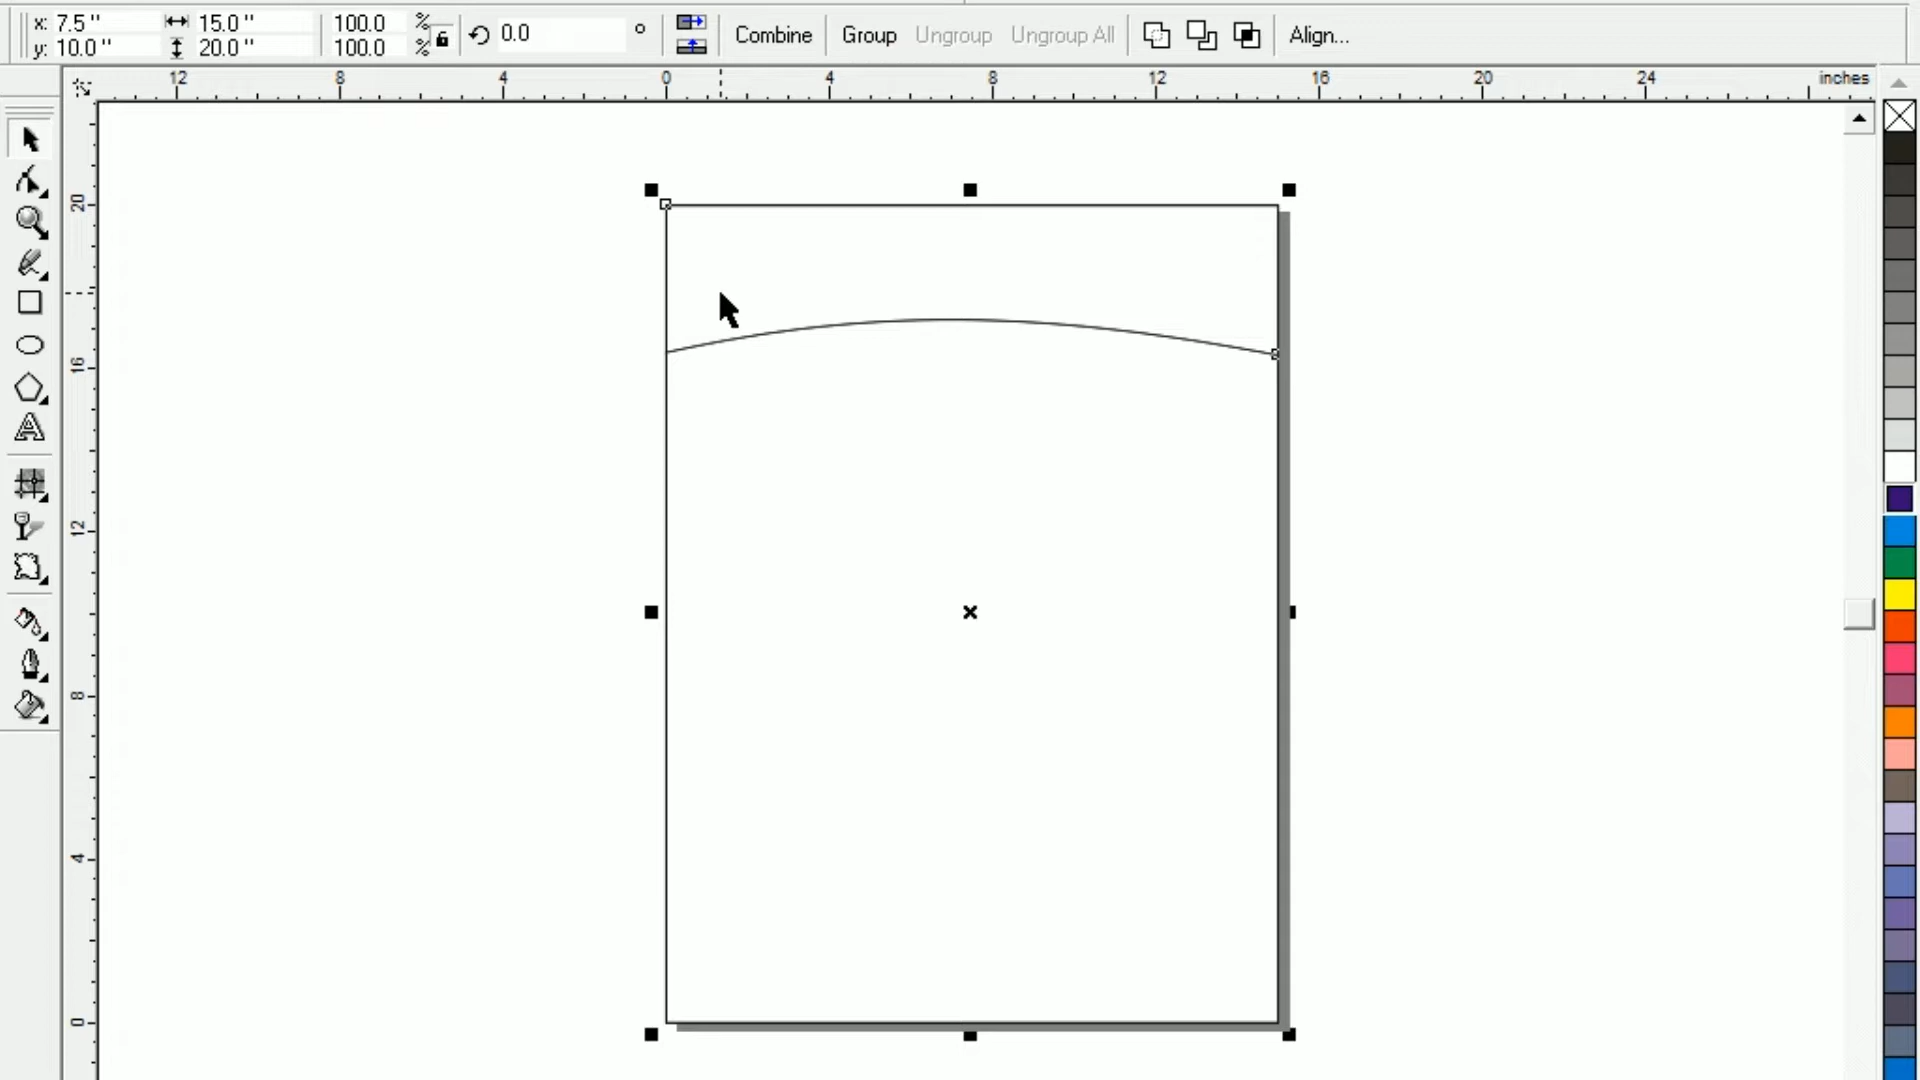 x: 7.5 " 15.0 " 100.0 %
y: 10.0 " 20.0 " 100.0 %
0.0 °
Combine Group Ungroup Ungroup All Align...
12 8 4 0 4 8 12 16 20 24 inches
20
16
12
8
4
0